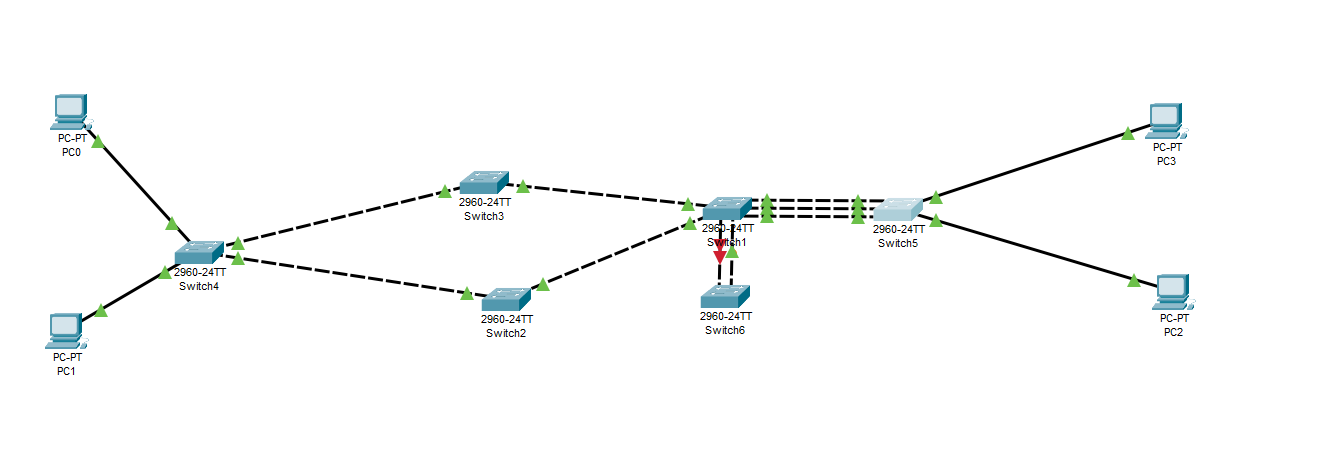 PC-PT
PC0
2960-24TT
Switch3
PC-PT
PC3
2960-24TT
Switch1
2960-24TT
Switch5
2960-24TT
Switch4
2960-24TT
Switch2
2960-24TT
Switch6
PC-PT
PC2
PC-PT
PC1